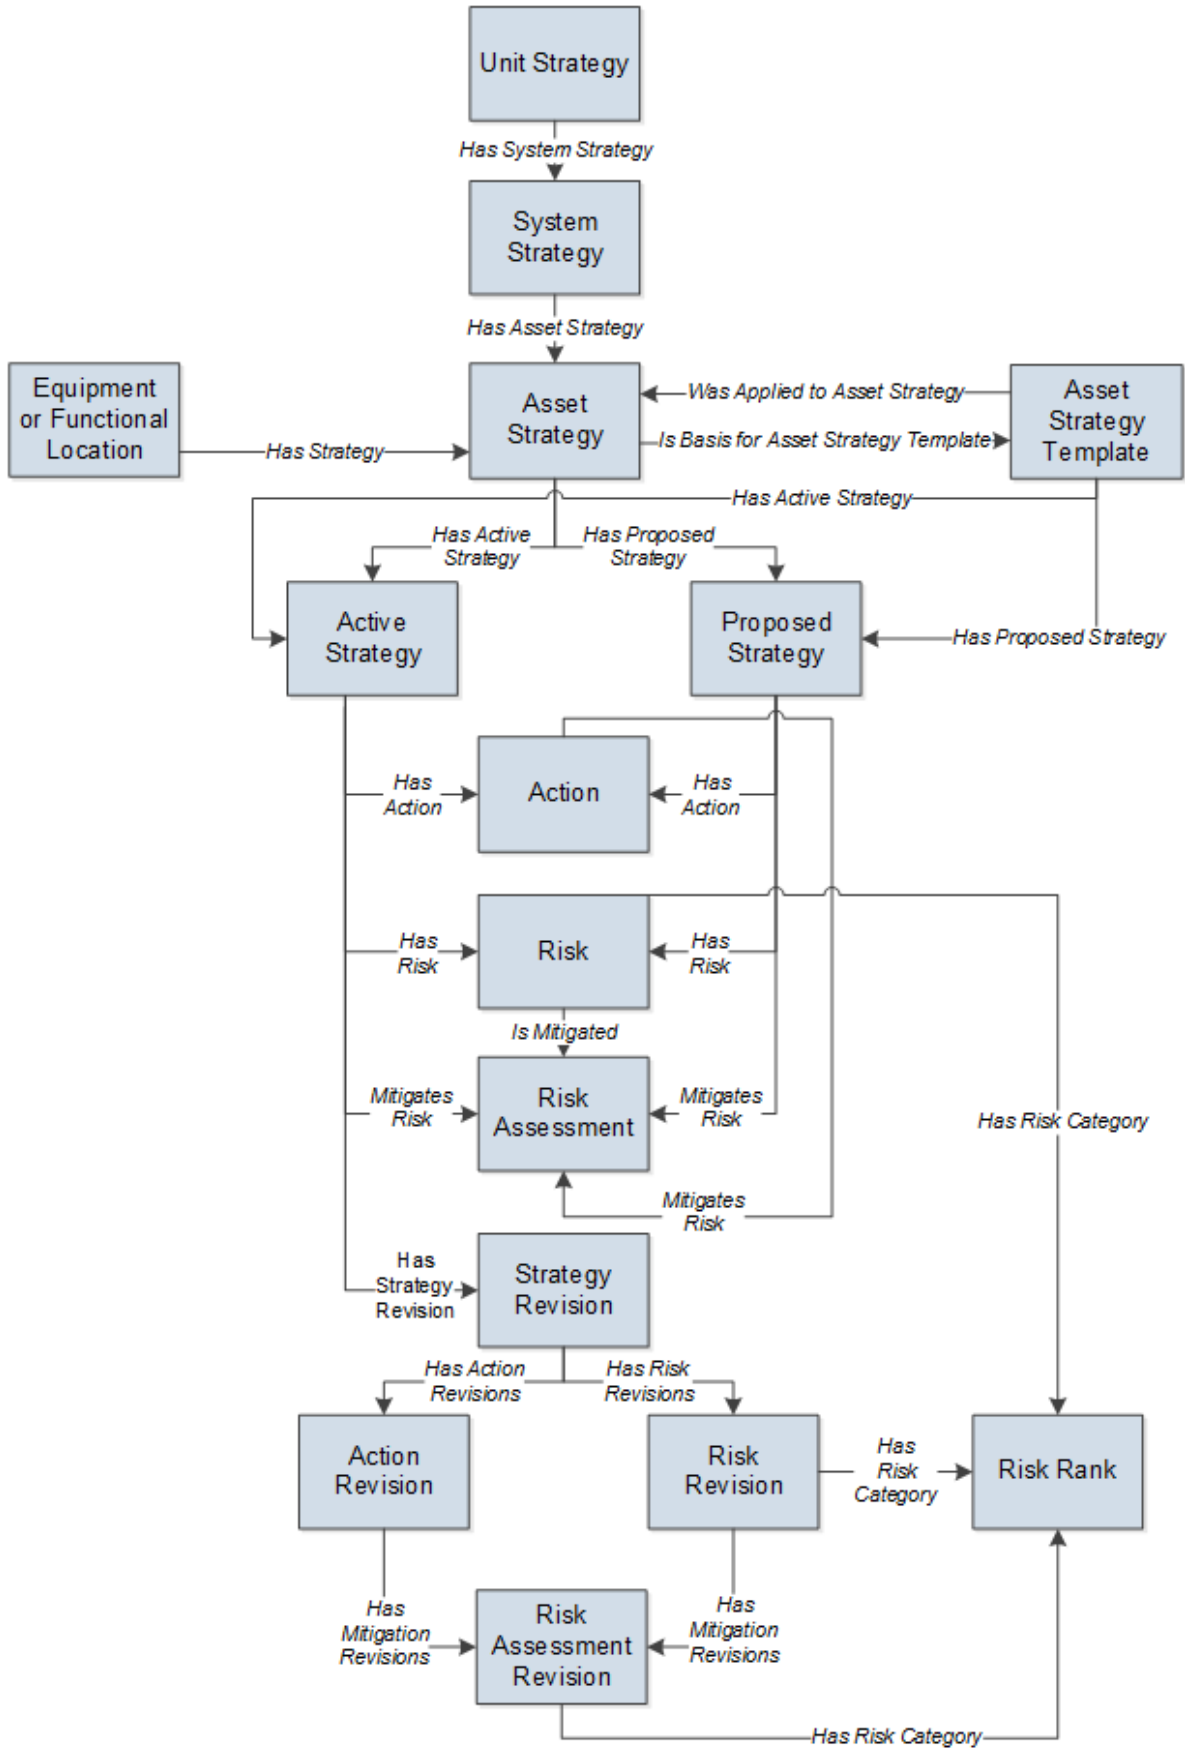 Unit Strategy
Has System Strategy
System
Strategy
Has Asset Strategy
Equipment
or Functional
Location
Has Strategy
Asset
Strategy
Was Applied to Asset Strategy
Is Basis for Asset Strategy Template
Asset
Strategy
Template
Has Active Strategy
Has Active
Strategy
Has Proposed
Strategy
Active
Strategy
Proposed
Strategy
Has Proposed Strategy
Has
Action
Action
Has
Action
Has
Risk
Risk
Has
Risk
Is Mitigated
Mitigates
Risk
Risk
Assessment
Mitigates
Risk
Has Risk Category
Mitigates
Risk
Has
Strategy
Revision
Strategy
Revision
Has Action
Revisions
Has Risk
Revisions
Action
Revision
Risk
Revision
Has
Risk
Category
Risk Rank
Has
Mitigation
Revisions
Risk
Assessment
Revision
Has
Mitigation
Revisions
Has Risk Category